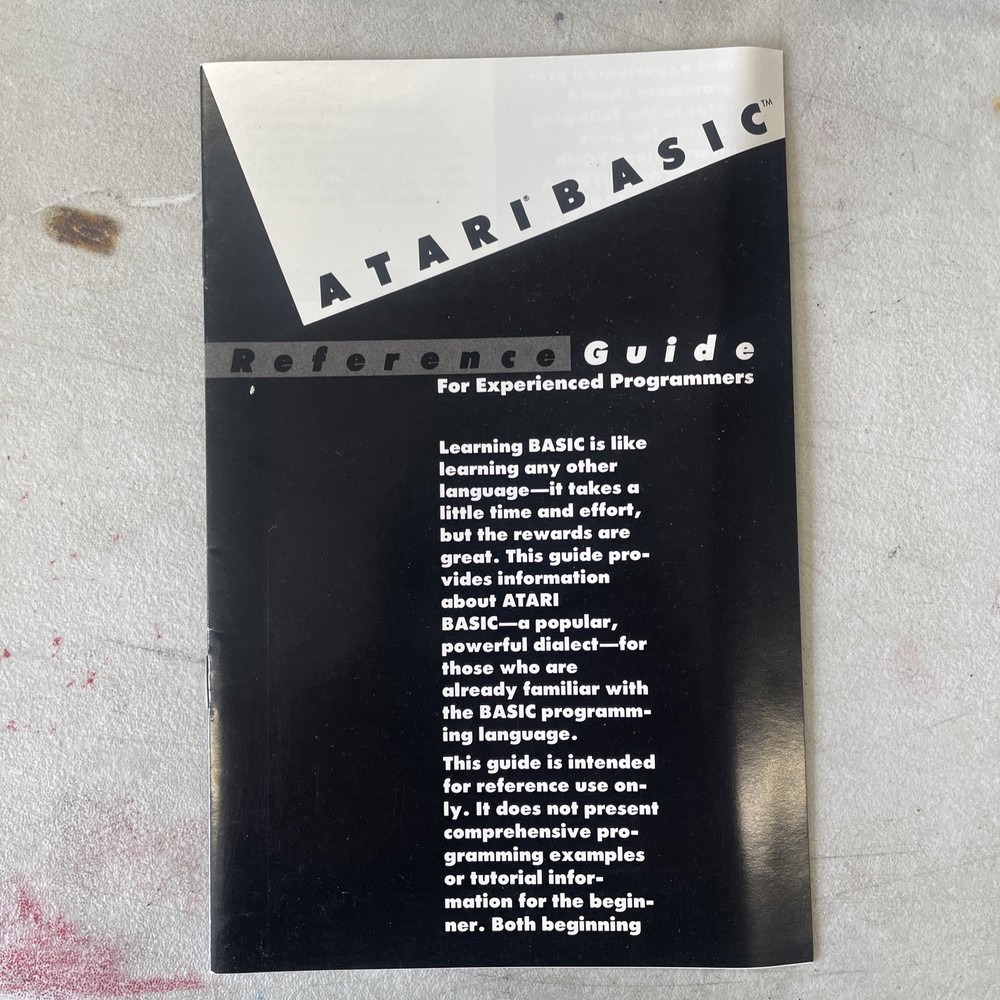 ATARI® BASIC™
Reference Guide
For Experienced Programmers
Learning BASIC is like
learning any other
language—it takes a
little time and effort,
but the rewards are
great. This guide pro-
vides information
about ATARI
BASIC—a popular,
powerful dialect—for
those who are
already familiar with
the BASIC programm-
ing language.
This guide is intended
for reference use on-
ly. It does not present
comprehensive pro-
gramming examples
or tutorial infor-
mation for the begin-
ner. Both beginning